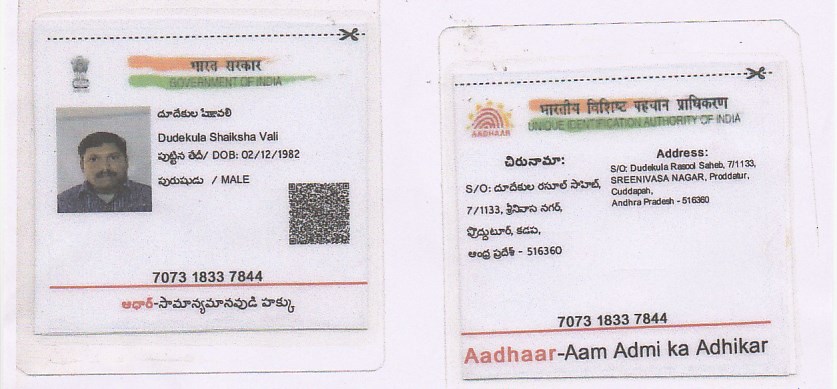 भारत सरकार
GOVERNMENT OF INDIA
దూదేకుల షేక్షావలి
Dudekula Shaiksha Vali
పుట్టిన తేదీ/ DOB: 02/12/1982
పురుషుడు / MALE
7073 1833 7844
ఆధార్-సామాన్యమానవుడి హక్కు
भारतीय विशिष्ट पहचान प्राधिकरण
UNIQUE IDENTIFICATION AUTHORITY OF INDIA
AADHAAR
చిరునామా:
S/O: దూదేకుల రసూల్ సాహెబ్,
7/1133, శ్రీనివాస నగర్,
ప్రొద్దుటూర్, కడప,
ఆంధ్ర ప్రదేశ్ - 516360
Address:
S/O: Dudekula Rasool Saheb, 7/1133,
SREENIVASA NAGAR, Proddatur,
Cuddapah,
Andhra Pradesh - 516360
7073 1833 7844
Aadhaar-Aam Admi ka Adhikar